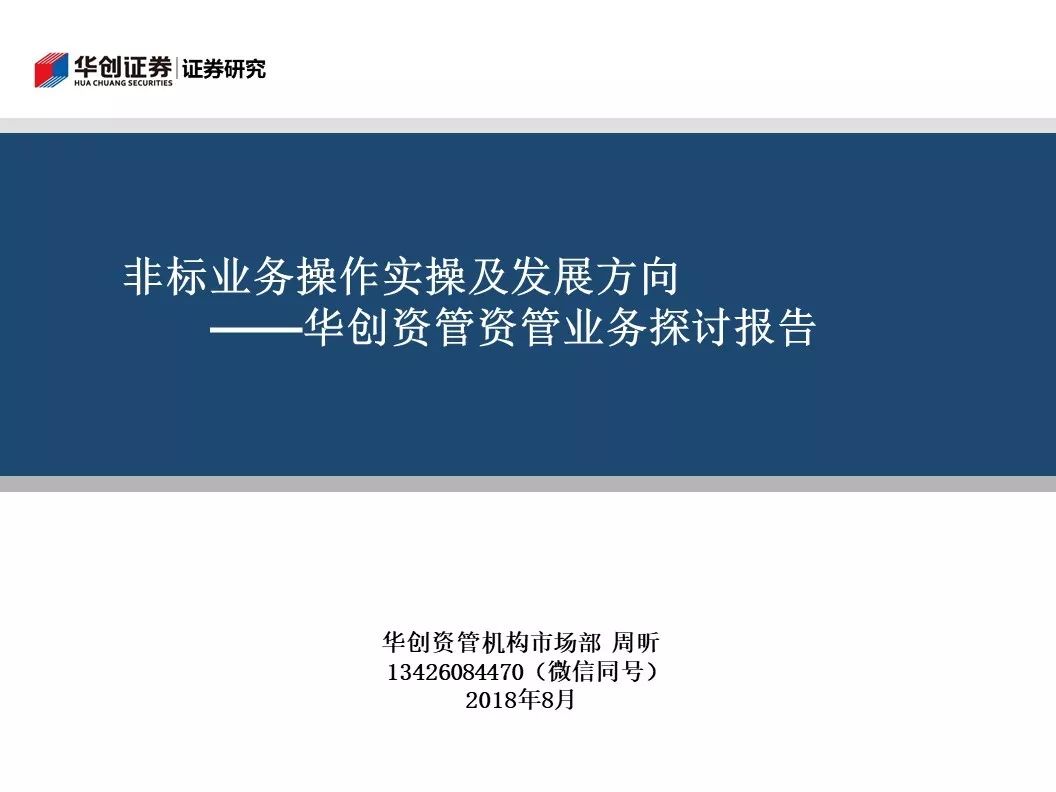 华创证券 | 证券研究
HUA CHUANG SECURITIES
非标业务操作实操及发展方向
——华创资管资管业务探讨报告
华创资管机构市场部 周昕
13426084470（微信同号）
2018年8月